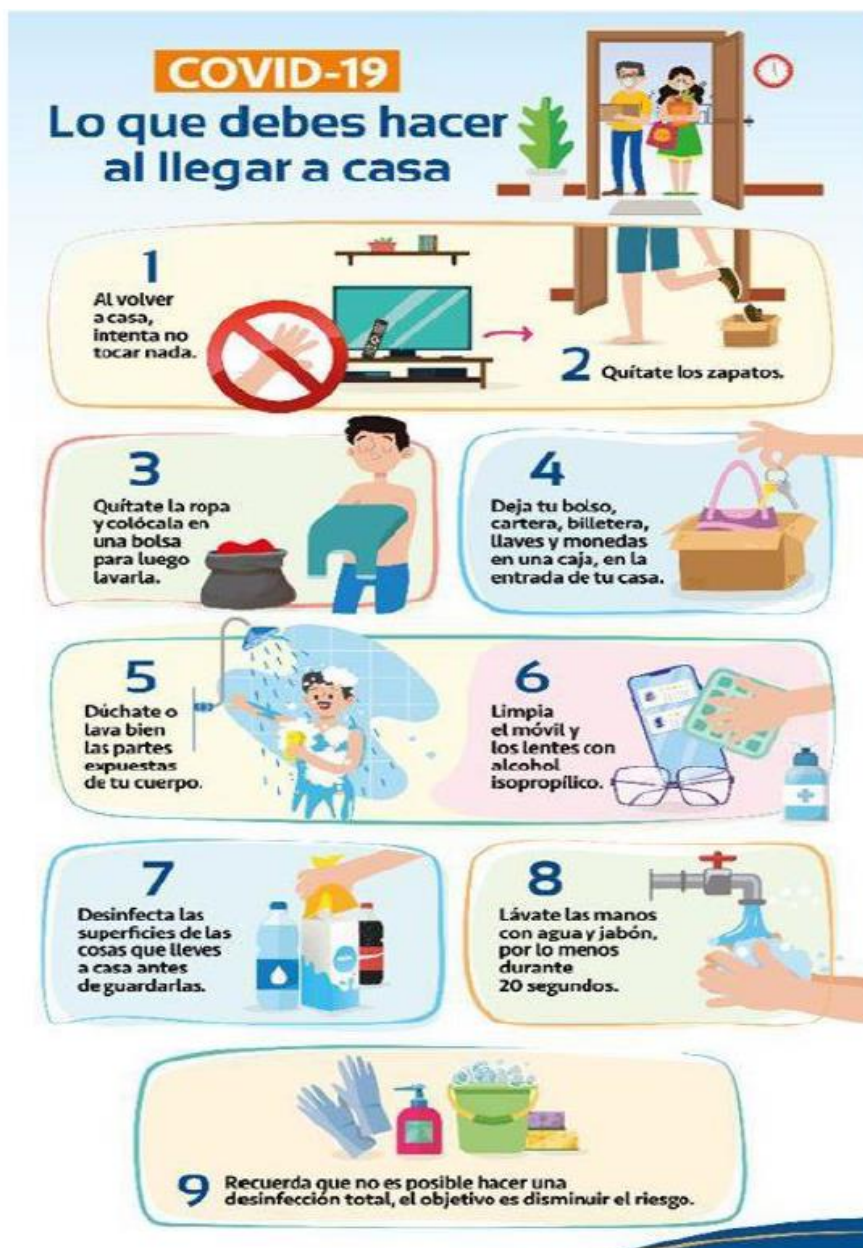 COVID-19
Lo que debes hacer
al llegar a casa
1
Al volver
a casa,
intenta no
tocar nada.
2 Quítate los zapatos.
3
Quítate la ropa
y colócala en
una bolsa
para luego
lavarla.
4
Deja tu bolso,
cartera, billetera,
llaves y monedas
en una caja, en la
entrada de tu casa.
5
Dúchate o
lava bien
las partes
expuestas
de tu cuerpo.
6
Limpia
el móvil y
los lentes con
alcohol
isopropílico.
7
Desinfecta las
superficies de las
cosas que lleves
a casa antes
de guardarlas.
8
Lávate las manos
con agua y jabón,
por lo menos
durante
20 segundos.
9 Recuerda que no es posible hacer una
desinfección total, el objetivo es disminuir el riesgo.